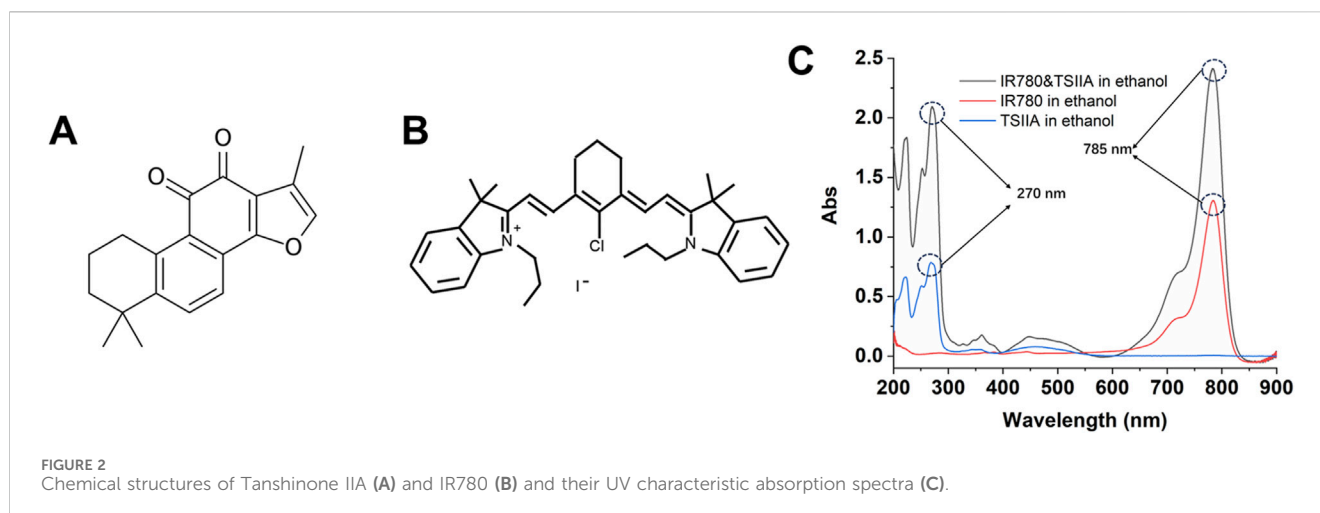 A
O
O
O
B
N
+
Cl
N
I⁻
C
IR780&TSIIA in ethanol
IR780 in ethanol
TSIIA in ethanol
785 nm
270 nm
Abs
2.5
2.0
1.5
1.0
0.5
0.0
200 300 400 500 600 700 800 900
Wavelength (nm)
FIGURE 2
Chemical structures of Tanshinone IIA (A) and IR780 (B) and their UV characteristic absorption spectra (C).